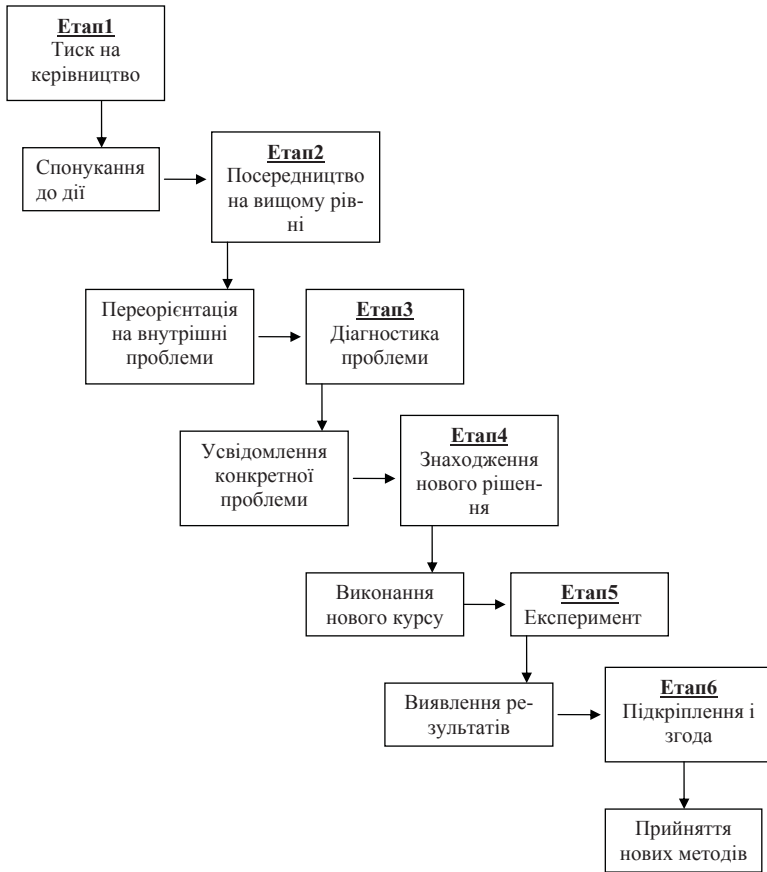 Етап1
Тиск на
керівництво
Спонукання
до дії
Етап2
Посередництво
на вищому рів-
ні
Переорієнтація
на внутрішні
проблеми
Етап3
Діагностика
проблеми
Усвідомлення
конкретної
проблеми
Етап4
Знаходження
нового рішен-
ня
Виконання
нового курсу
Етап5
Експеримент
Виявлення ре-
зультатів
Етап6
Підкріплення і
згода
Прийняття
нових методів